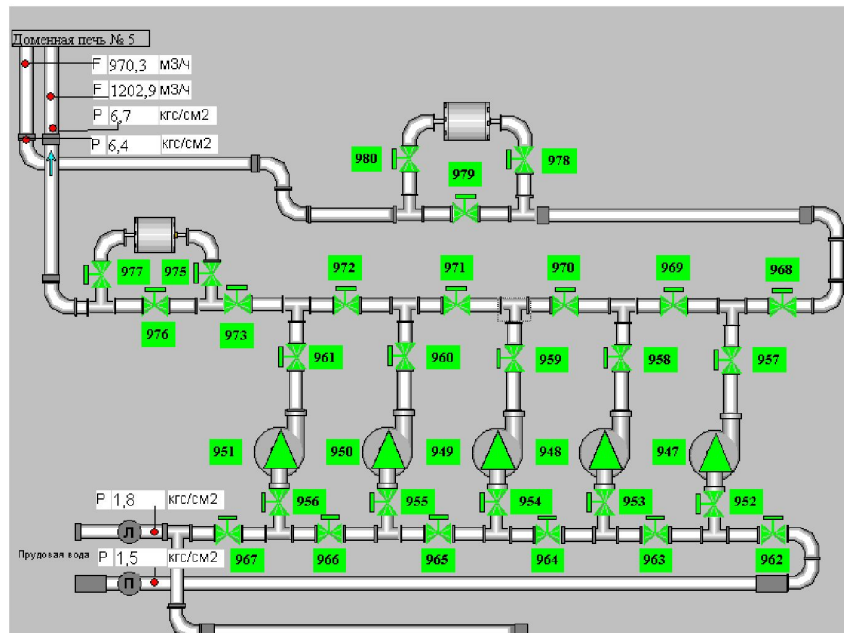 Доменная печь № 5
F 970,3 м3/ч
F 1202,9 м3/ч
P 6,7 кгс/см2
P 6,4 кгс/см2
980 978
979
977 975
972 971 970 969 968
976 973
961 960 959 958 957
951 950 949 948 947
P 1,8 кгс/см2
956 955 954 953 952
Л
Прудовая вода P 1,5 кгс/см2
967 966 965 964 963 962
П